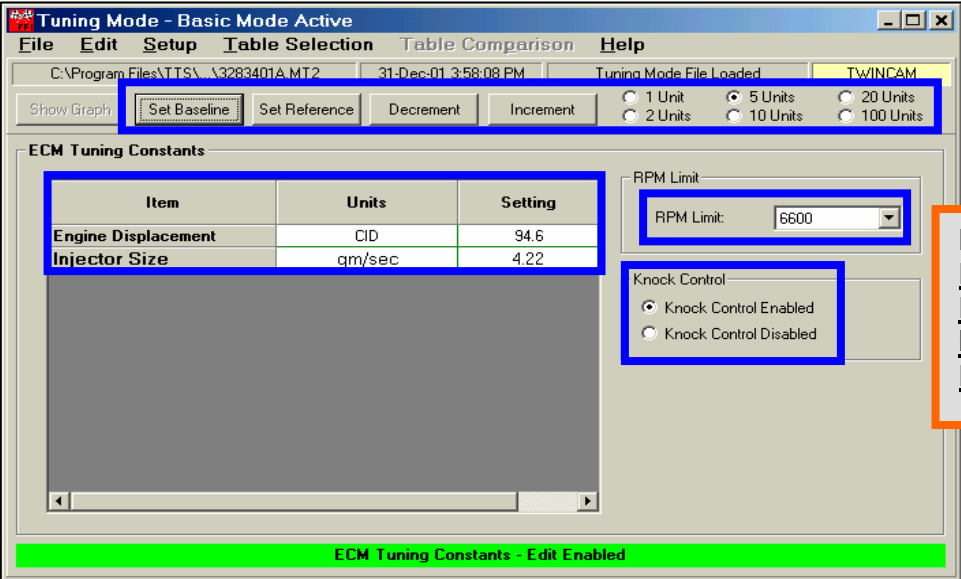 Tuning Mode - Basic Mode Active
File Edit Setup Table Selection Table Comparison Help
C:\Program Files\TTS\...\3283401A.MT2 31-Dec-01 3:58:08 PM Tuning Mode File Loaded TWINCAM
Show Graph Set Baseline Set Reference Decrement Increment 1 Unit 5 Units 20 Units
2 Units 10 Units 100 Units
ECM Tuning Constants
Item Units Setting
Engine Displacement CID 94.6
Injector Size gm/sec 4.22
RPM Limit
RPM Limit: 6600
Knock Control
Knock Control Enabled
Knock Control Disabled
ECM Tuning Constants - Edit Enabled